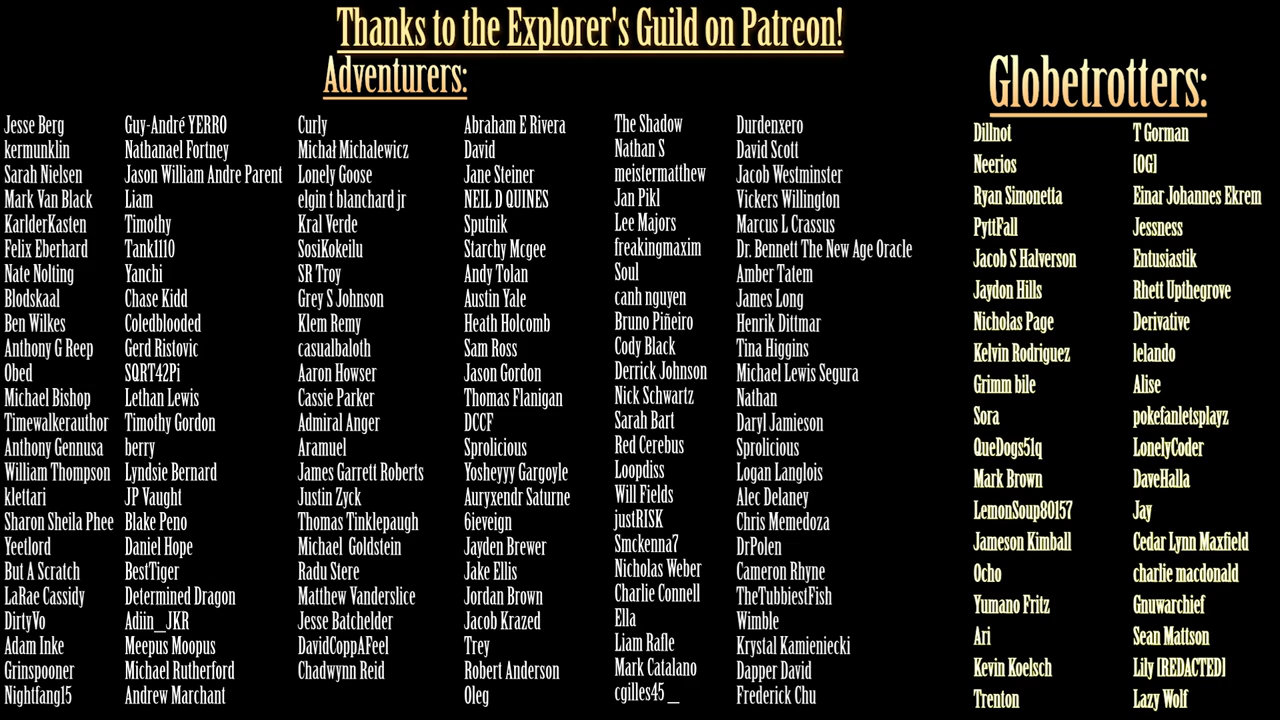 Thanks to the Explorer's Guild on Patreon!
Adventurers:
Jesse Berg
kermunklin
Sarah Nielsen
Mark Van Black
KarlderKasten
Felix Eberhard
Nate Nolting
Blodskaal
Ben Wilkes
Anthony G Reep
Obed
Michael Bishop
Timewalkerauthor
Anthony Gennusa
William Thompson
klettari
Sharon Sheila Phee
Yeetlord
But A Scratch
LaRae Cassidy
DirtyVo
Adam Inke
Grinspooner
Nightfang15
Guy-André YERRO
Nathanael Fortney
Jason William Andre Parent
Liam
Timothy
Tank1110
Yanchi
Chase Kidd
Coledblooded
Gerd Ristovic
SQRT42Pi
Lethan Lewis
Timothy Gordon
berry
Lyndsie Bernard
JP Vaught
Blake Peno
Daniel Hope
BestTiger
Determined Dragon
Adiin_JKR
Meepus Moopus
Michael Rutherford
Andrew Marchant
Curly
Michał Michalewicz
Lonely Goose
elgin t blanchard jr
Kral Verde
SosiKokeilu
SR Troy
Grey S Johnson
Klem Remy
casualbaloth
Aaron Howser
Cassie Parker
Admiral Anger
Aramuel
James Garrett Roberts
Justin Zyck
Thomas Tinklepaugh
Michael Goldstein
Radu Stere
Matthew Vanderslice
Jesse Batchelder
DavidCoppAFeel
Chadwynn Reid
Abraham E Rivera
David
Jane Steiner
NEIL D QUINES
Sputnik
Starchy Mcgee
Andy Tolan
Austin Yale
Heath Holcomb
Sam Ross
Jason Gordon
Thomas Flanigan
DCCF
Sprolicious
Yosheyyy Gargoyle
Auryxendr Saturne
6ieveign
Jayden Brewer
Jake Ellis
Jordan Brown
Jacob Krazed
Trey
Robert Anderson
Oleg
The Shadow
Nathan S
meistermatthew
Jan Pikl
Lee Majors
freakingmaxim
Soul
canh nguyen
Bruno Piñeiro
Cody Black
Derrick Johnson
Nick Schwartz
Sarah Bart
Red Cerebus
Loopdiss
Will Fields
justRISK
Smckenna7
Nicholas Weber
Charlie Connell
Ella
Liam Rafle
Mark Catalano
cgilles45_
Durdenxero
David Scott
Jacob Westminster
Vickers Willington
Marcus L Crassus
Dr. Bennett The New Age Oracle
Amber Tatem
James Long
Henrik Dittmar
Tina Higgins
Michael Lewis Segura
Nathan
Daryl Jamieson
Sprolicious
Logan Langlois
Alec Delaney
Chris Memedoza
DrPolen
Cameron Rhyne
TheTubbiestFish
Wimble
Krystal Kamieniecki
Dapper David
Frederick Chu
Globetrotters:
Dillnot
Neerios
Ryan Simonetta
PyttFall
Jacob S Halverson
Jaydon Hills
Nicholas Page
Kelvin Rodriguez
Grimm bile
Sora
QueDogs51q
Mark Brown
LemonSoup80157
Jameson Kimball
Ocho
Yumano Fritz
Ari
Kevin Koelsch
Trenton
T Gorman
[OG]
Einar Johannes Ekrem
Jessness
Entusiastik
Rhett Upthegrove
Derivative
lelando
Alise
pokefanletsplayz
LonelyCoder
DaveHalla
Jay
Cedar Lynn Maxfield
charlie macdonald
Gnuwarchief
Sean Mattson
Lily [REDACTED]
Lazy Wolf